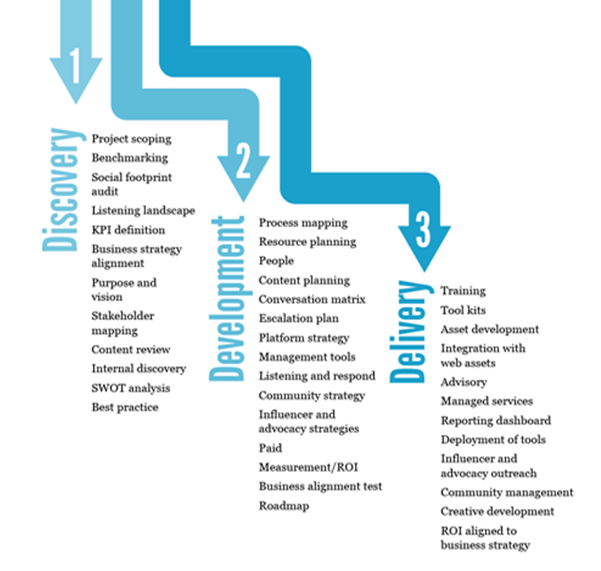 1
Discovery
Project scoping
Benchmarking
Social footprint
audit
Listening landscape
KPI definition
Business strategy
alignment
Purpose and
vision
Stakeholder
mapping
Content review
Internal discovery
SWOT analysis
Best practice
2
Development
Process mapping
Resource planning
People
Content planning
Conversation matrix
Escalation plan
Platform strategy
Management tools
Listening and respond
Community strategy
Influencer and
advocacy strategies
Paid
Measurement/ROI
Business alignment test
Roadmap
3
Delivery
Training
Tool kits
Asset development
Integration with
web assets
Advisory
Managed services
Reporting dashboard
Deployment of tools
Influencer and
advocacy outreach
Community management
Creative development
ROI aligned to
business strategy